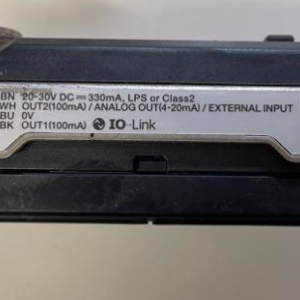 BN 20-30V DC ⎓ 330mA, LPS or Class2
WH OUT2(100mA) / ANALOG OUT(4-20mA) / EXTERNAL INPUT
BU 0V
BK OUT1(100mA) IO-Link